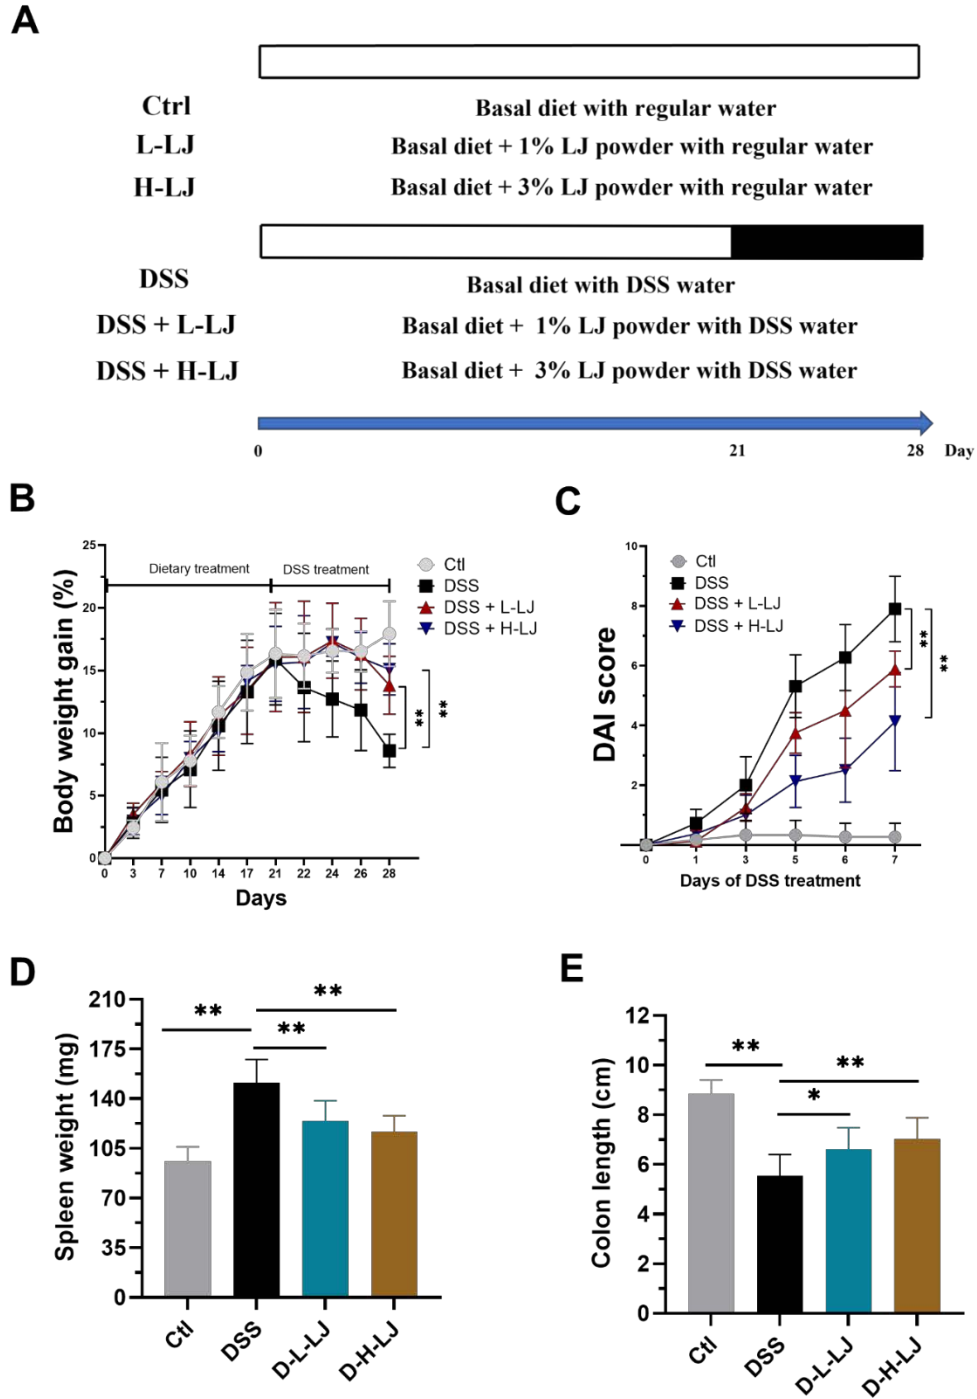 A
Ctrl Basal diet with regular water
L-LJ Basal diet + 1% LJ powder with regular water
H-LJ Basal diet + 3% LJ powder with regular water
DSS Basal diet with DSS water
DSS + L-LJ Basal diet + 1% LJ powder with DSS water
DSS + H-LJ Basal diet + 3% LJ powder with DSS water
0 21 28 Day
B
Body weight gain (%)
25
20
15
10
5
0
Dietary treatment DSS treatment
Ctl
DSS
DSS + L-LJ
DSS + H-LJ
**
**
0 3 7 10 14 17 21 22 24 26 28
Days
C
DAI score
10
8
6
4
2
Ctl
DSS
DSS + L-LJ
DSS + H-LJ
**
**
0 1 3 5 6 7
Days of DSS treatment
D
Spleen weight (mg)
210
175
140
105
70
35
0
**
**
**
Ctl DSS D-L-LJ D-H-LJ
E
Colon length (cm)
12
10
8
6
4
2
0
**
**
*
Ctl DSS D-L-LJ D-H-LJ